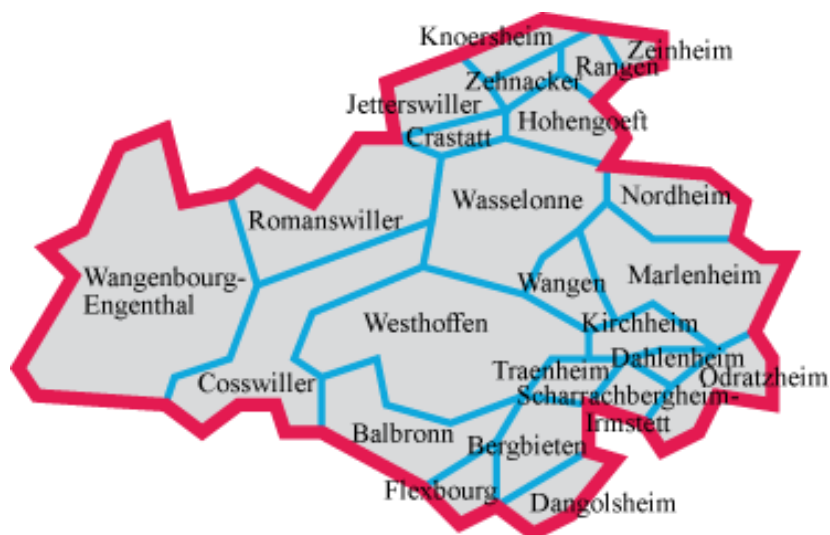 Knoersheim
Zeinheim
Rangen
Zehnacker
Jetterswiller
Hohengoeft
Crastatt
Nordheim
Wasselonne
Romanswiller
Wangenbourg-
Engenthal
Marlenheim
Wangen
Westhoffen
Kirchheim
Dahlenheim
Traenheim
Odratzheim
Cosswiller
Scharrachbergheim-
Irmstett
Balbronn
Bergbieten
Flexbourg
Dangolsheim